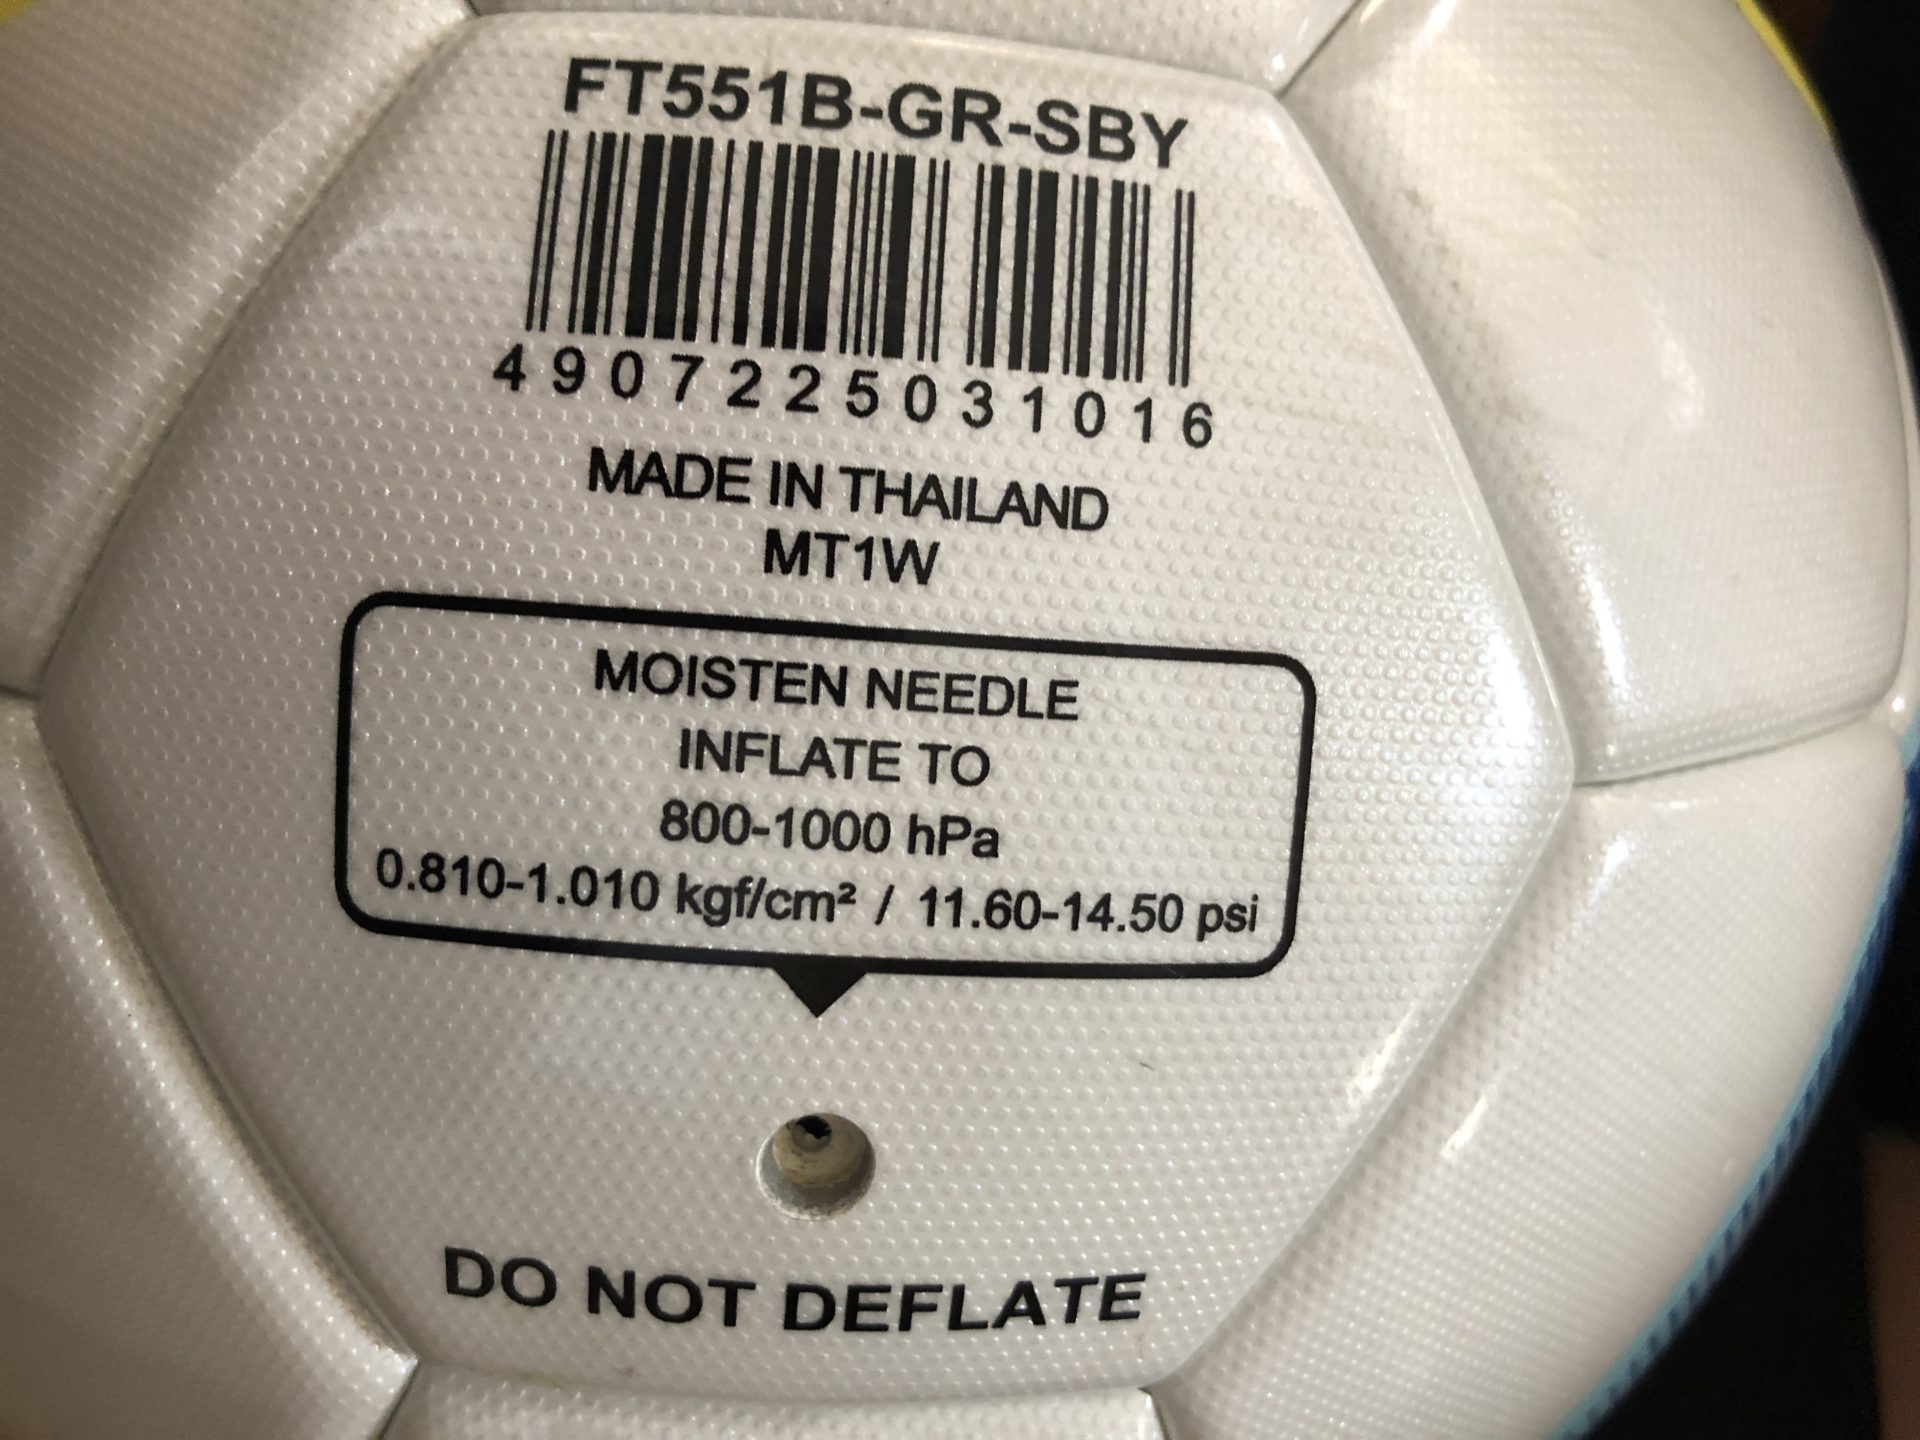 FT551B-GR-SBY
4907225031016
MADE IN THAILAND
MT1W
MOISTEN NEEDLE
INFLATE TO
800-1000 hPa
0.810-1.010 kgf/cm² / 11.60-14.50 psi
DO NOT DEFLATE